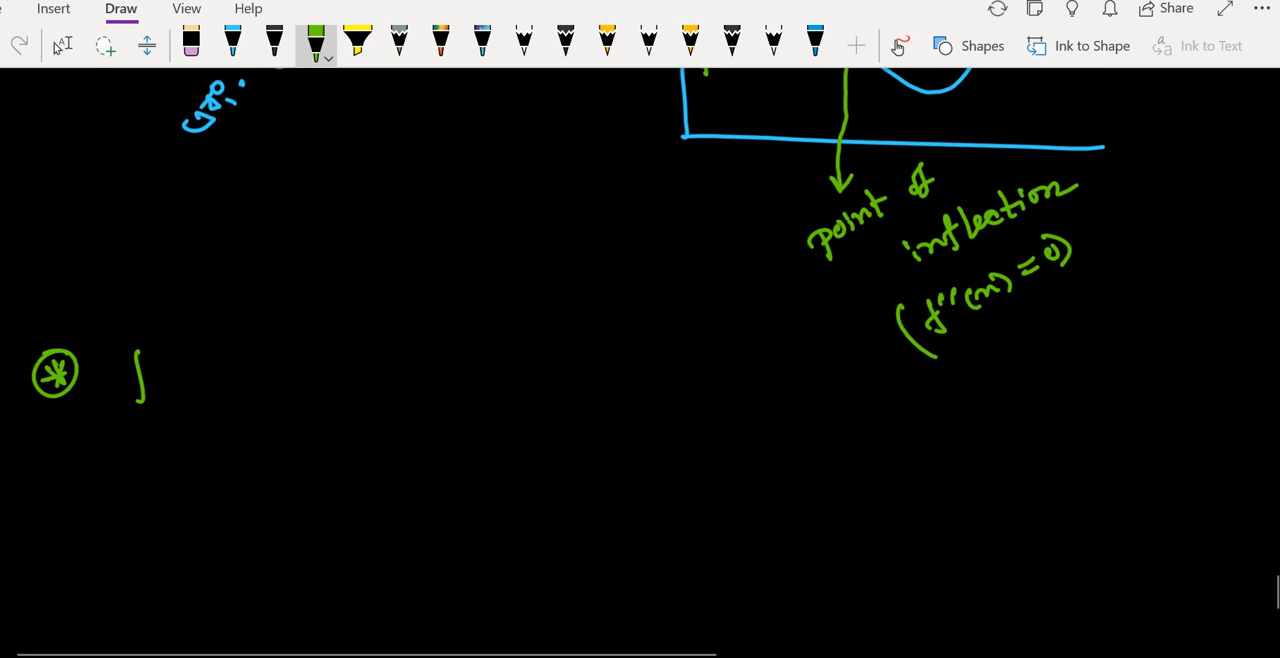 Insert Draw View Help
Share
Shapes Ink to Shape Ink to Text
point of
inflection
(f''(x) = 0)
∫